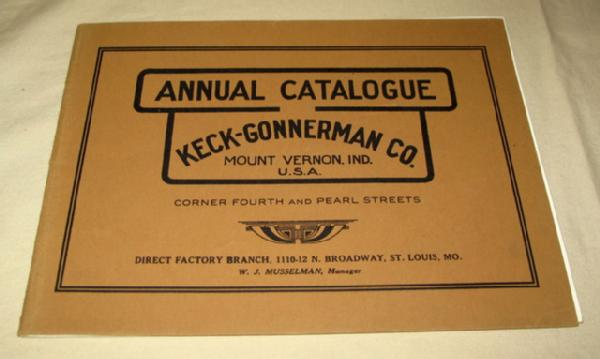 ANNUAL CATALOGUE
KECK-GONNERMAN CO.
MOUNT VERNON, IND.
U.S.A.
CORNER FOURTH AND PEARL STREETS
DIRECT FACTORY BRANCH, 1110-12 N. BROADWAY, ST. LOUIS, MO.
W. J. MUSSELMAN, Manager